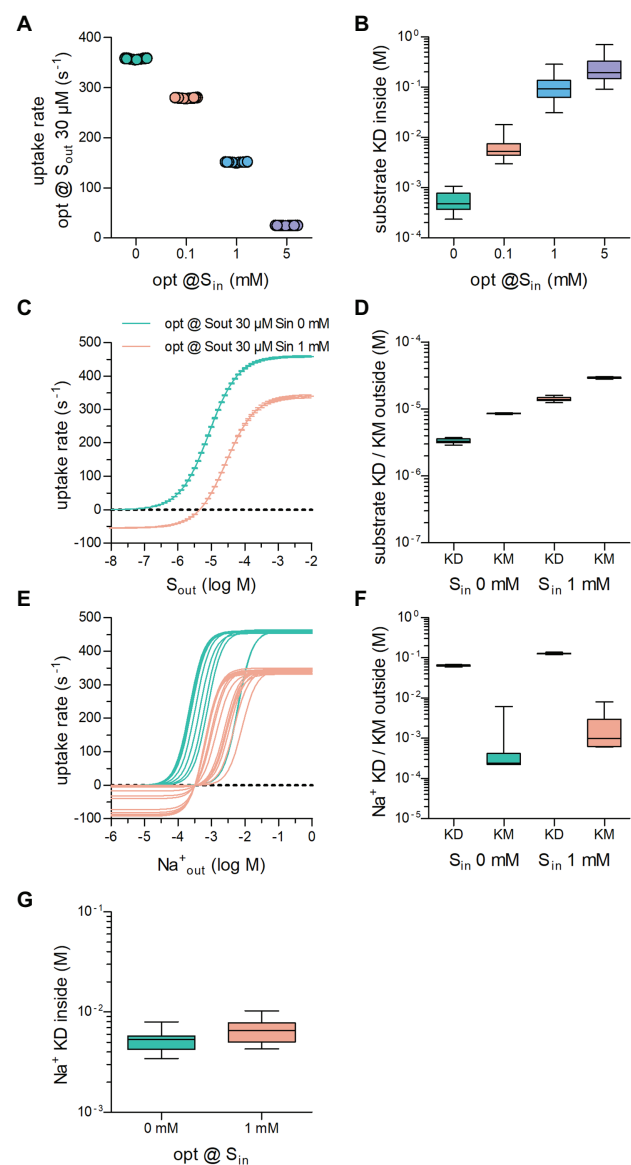 A
uptake rate
opt @ Sout 30 µM (s-1)
400
300
200
100
0
0
0.1
1
5
opt @Sin (mM)
B
substrate KD inside (M)
10^0
10^-1
10^-2
10^-3
10^-4
0
0.1
1
5
opt @Sin (mM)
C
opt @ Sout 30 µM Sin 0 mM
opt @ Sout 30 µM Sin 1 mM
uptake rate (s-1)
500
450
400
350
300
250
200
150
100
50
0
-50
-100
-8
-7
-6
-5
-4
-3
-2
Sout (log M)
D
substrate KD / KM outside (M)
10^-4
10^-5
10^-6
10^-7
KD
KM
KD
KM
Sin 0 mM
Sin 1 mM
E
uptake rate (s-1)
500
400
300
200
100
0
-100
-6
-5
-4
-3
-2
-1
0
Na+out (log M)
F
Na+ KD / KM outside (M)
10^0
10^-1
10^-2
10^-3
10^-4
10^-5
KD
KM
KD
KM
Sin 0 mM
Sin 1 mM
G
Na+ KD inside (M)
10^-1
10^-2
10^-3
0 mM
1 mM
opt @ Sin